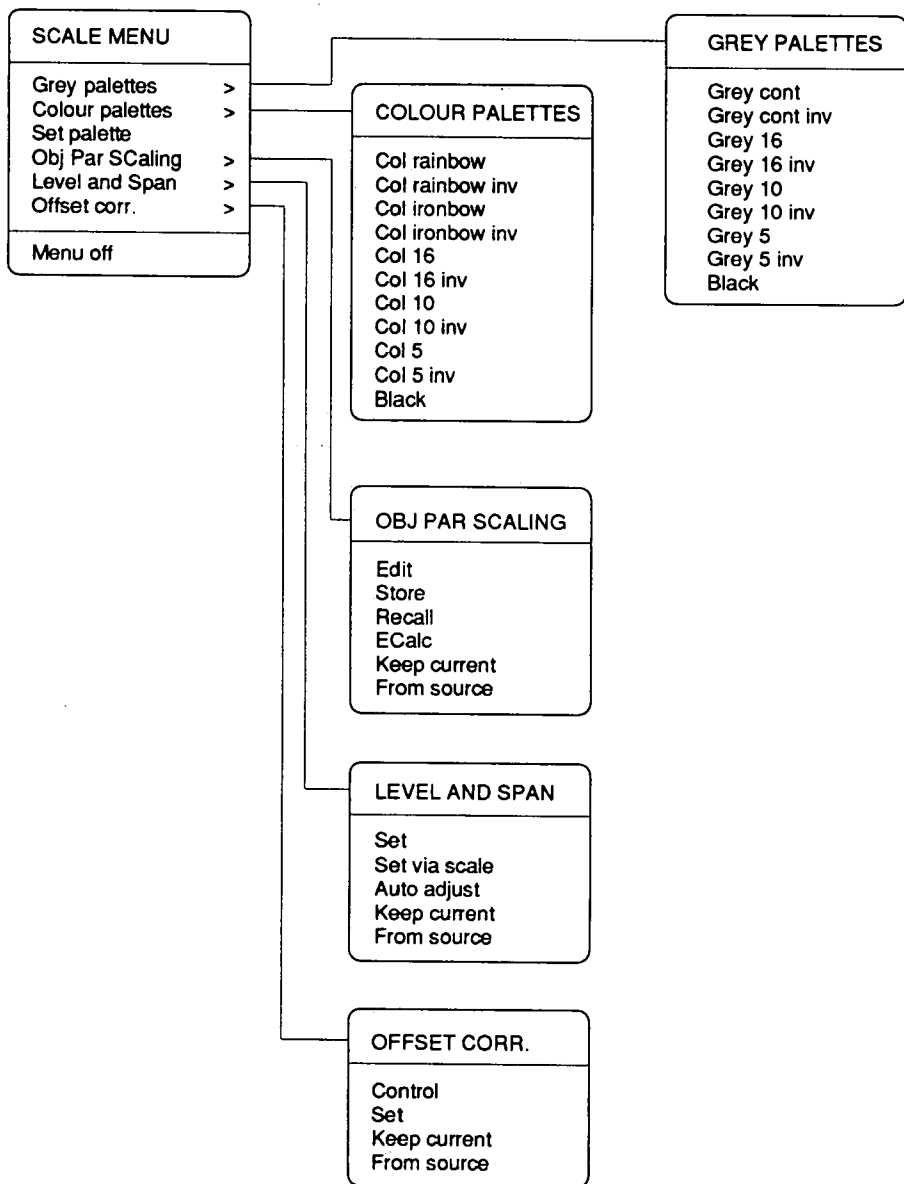 SCALE MENU
Grey palettes >
Colour palettes >
Set palette
Obj Par SCaling >
Level and Span >
Offset corr. >
Menu off
GREY PALETTES
Grey cont
Grey cont inv
Grey 16
Grey 16 inv
Grey 10
Grey 10 inv
Grey 5
Grey 5 inv
Black
COLOUR PALETTES
Col rainbow
Col rainbow inv
Col ironbow
Col ironbow inv
Col 16
Col 16 inv
Col 10
Col 10 inv
Col 5
Col 5 inv
Black
OBJ PAR SCALING
Edit
Store
Recall
ECalc
Keep current
From source
LEVEL AND SPAN
Set
Set via scale
Auto adjust
Keep current
From source
OFFSET CORR.
Control
Set
Keep current
From source